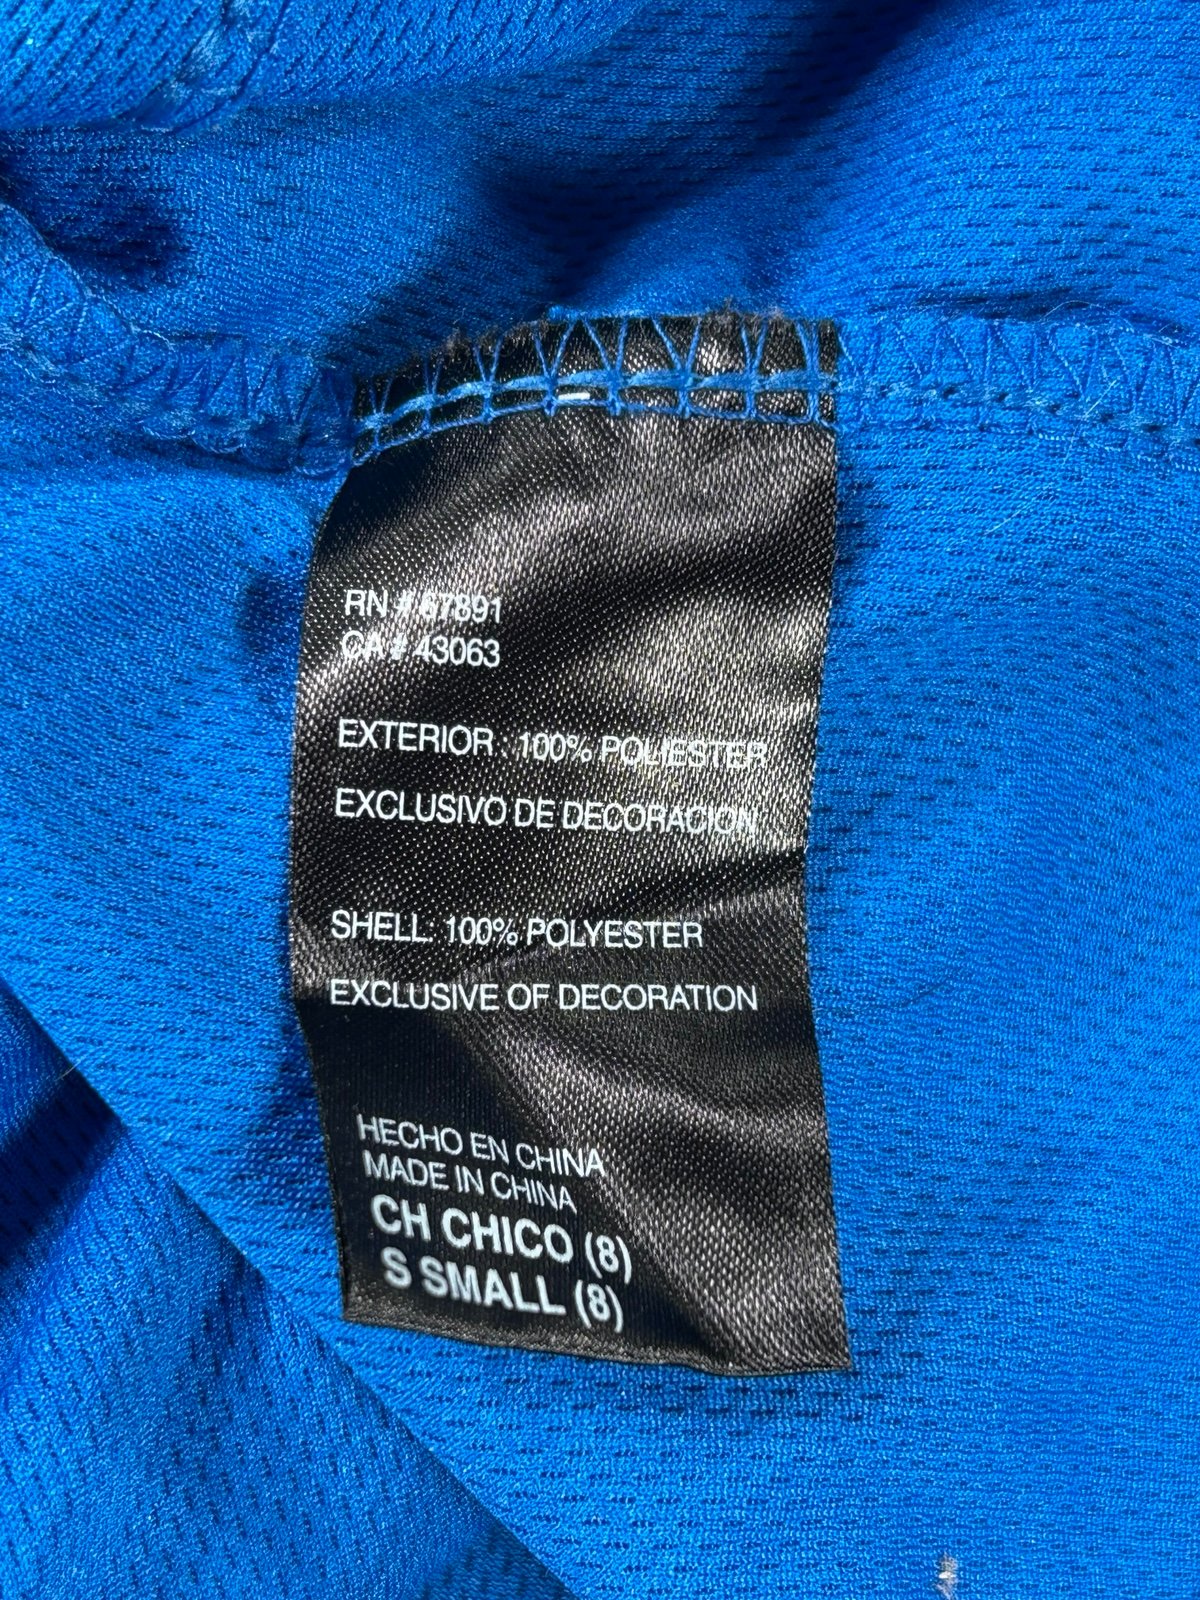 RN # 67891
CA # 43063
EXTERIOR : 100% POLIESTER
EXCLUSIVO DE DECORACION
SHELL: 100% POLYESTER
EXCLUSIVE OF DECORATION
HECHO EN CHINA
MADE IN CHINA
CH CHICO (8)
S SMALL (8)